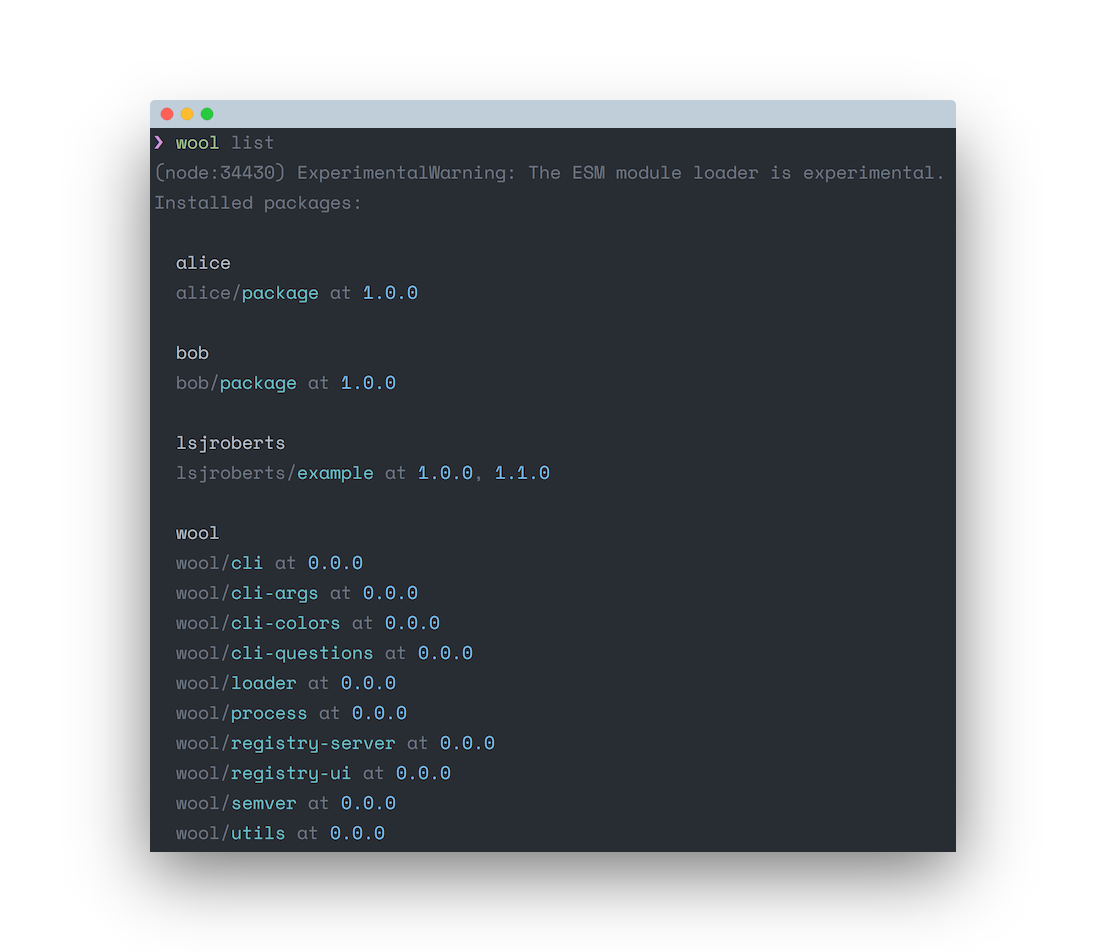 ❯ wool list
(node:34430) ExperimentalWarning: The ESM module loader is experimental.
Installed packages:
alice
alice/package at 1.0.0
bob
bob/package at 1.0.0
lsjroberts
lsjroberts/example at 1.0.0, 1.1.0
wool
wool/cli at 0.0.0
wool/cli-args at 0.0.0
wool/cli-colors at 0.0.0
wool/cli-questions at 0.0.0
wool/loader at 0.0.0
wool/process at 0.0.0
wool/registry-server at 0.0.0
wool/registry-ui at 0.0.0
wool/semver at 0.0.0
wool/utils at 0.0.0